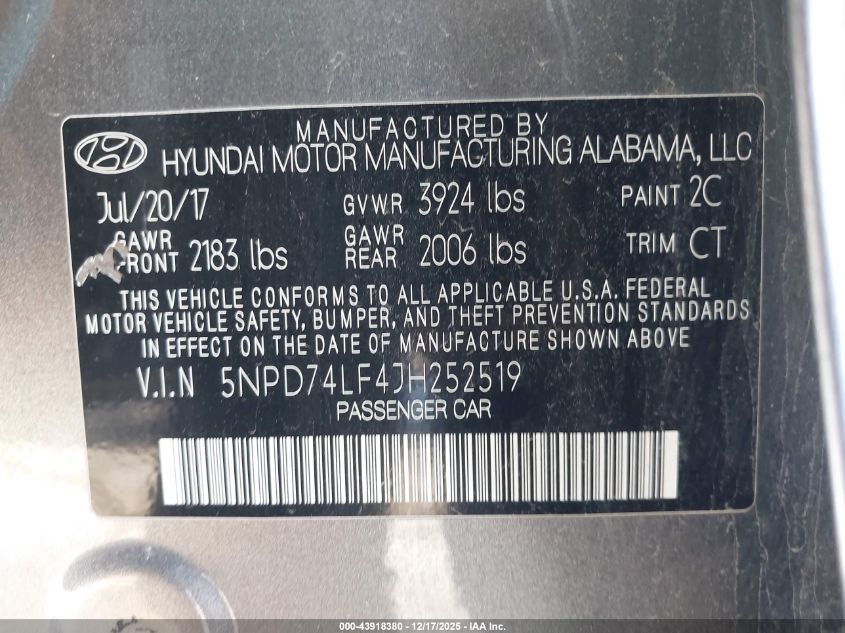 MANUFACTURED BY
HYUNDAI MOTOR MANUFACTURING ALABAMA, LLC
Jul/20/17 GVWR 3924 lbs PAINT 2C
GAWR FRONT 2183 lbs GAWR REAR 2006 lbs TRIM CT
THIS VEHICLE CONFORMS TO ALL APPLICABLE U.S.A. FEDERAL
MOTOR VEHICLE SAFETY, BUMPER, AND THEFT PREVENTION STANDARDS
IN EFFECT ON THE DATE OF MANUFACTURE SHOWN ABOVE
V.I.N 5NPD74LF4JH252519
PASSENGER CAR
000-43918380 - 12/17/2025 - IAA Inc.